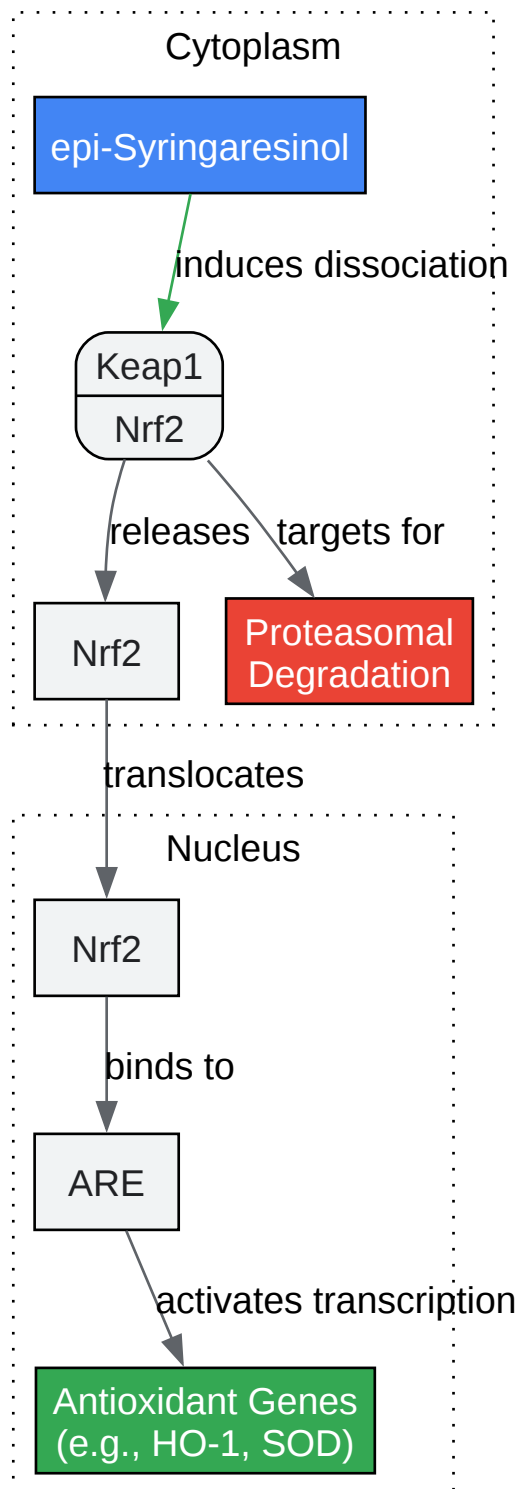 Cytoplasm
epi-Syringaresinol
induces dissociation
Keap1
Nrf2
releases
targets for
Nrf2
Proteasomal
Degradation
translocates
Nucleus
Nrf2
binds to
ARE
activates transcription
Antioxidant Genes
(e.g., HO-1, SOD)